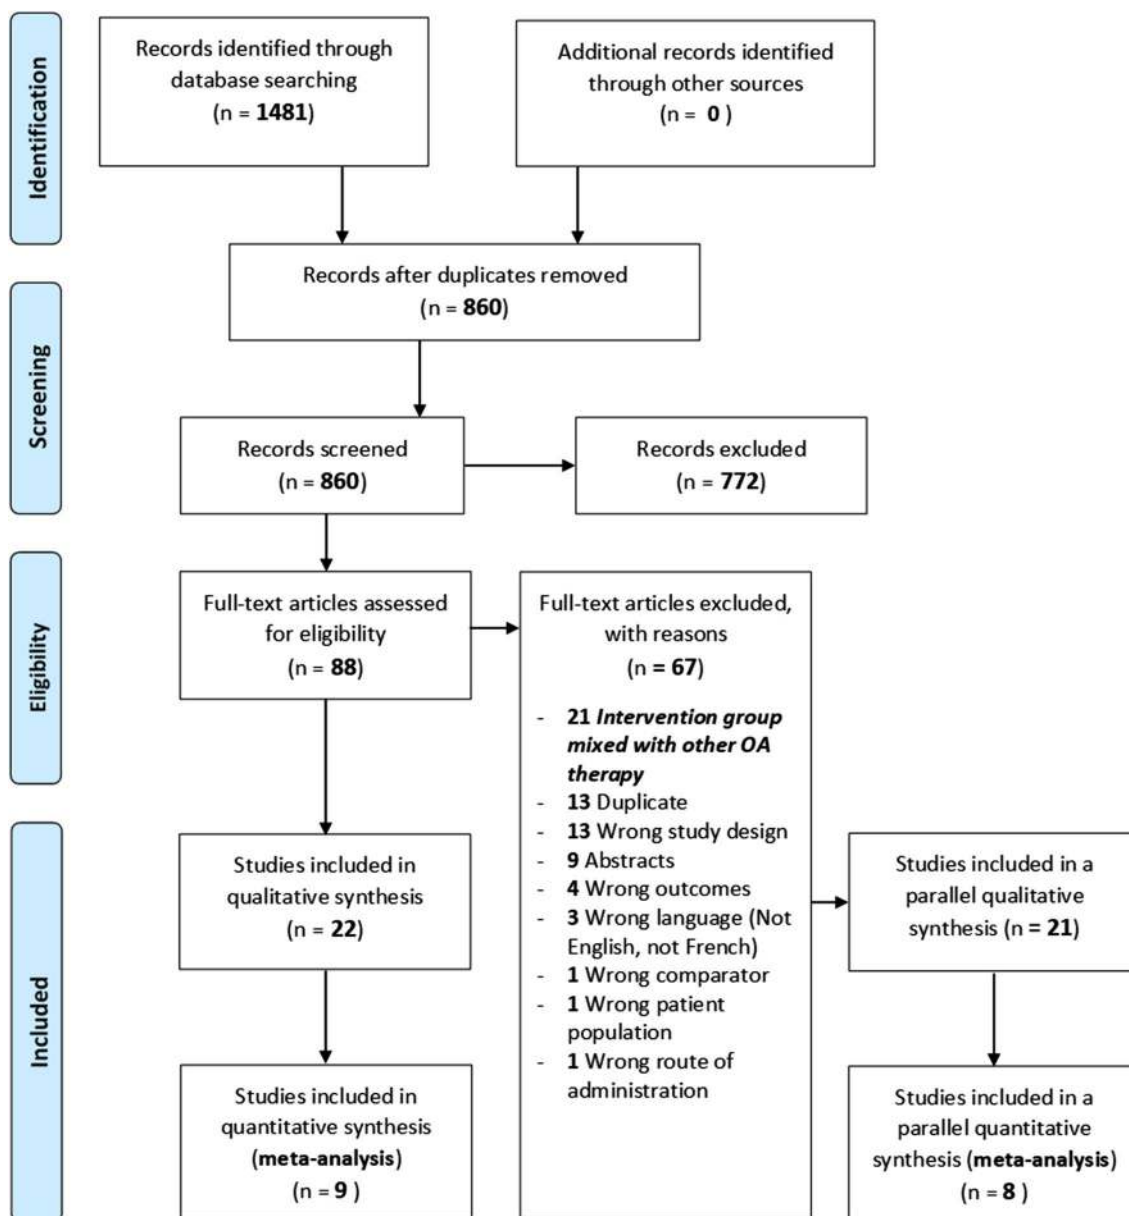 Identification
Records identified through
database searching
(n = 1481)
Additional records identified
through other sources
(n = 0 )
Screening
Records after duplicates removed
(n = 860)
Records screened
(n = 860)
Records excluded
(n = 772)
Eligibility
Full-text articles assessed
for eligibility
(n = 88)
Full-text articles excluded,
with reasons
(n = 67)
- 21 Intervention group
mixed with other OA
therapy
- 13 Duplicate
- 13 Wrong study design
- 9 Abstracts
- 4 Wrong outcomes
- 3 Wrong language (Not
English, not French)
- 1 Wrong comparator
- 1 Wrong patient
population
- 1 Wrong route of
administration
Included
Studies included in
qualitative synthesis
(n = 22)
Studies included in a
parallel qualitative
synthesis (n = 21)
Studies included in
quantitative synthesis
(meta-analysis)
(n = 9 )
Studies included in a
parallel quantitative
synthesis (meta-analysis)
(n = 8 )